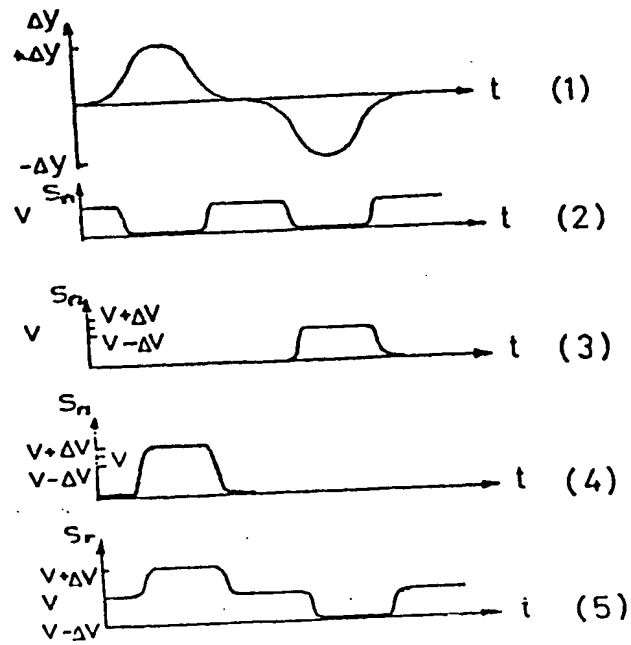 ΔY
+ΔY
t (1)
-ΔY
Sn
V t (2)
Sn
V+ΔV
V V-ΔV
t (3)
Sn
V+ΔV V
V-ΔV
t (4)
Sr
V+ΔV
V
t (5)
V-ΔV